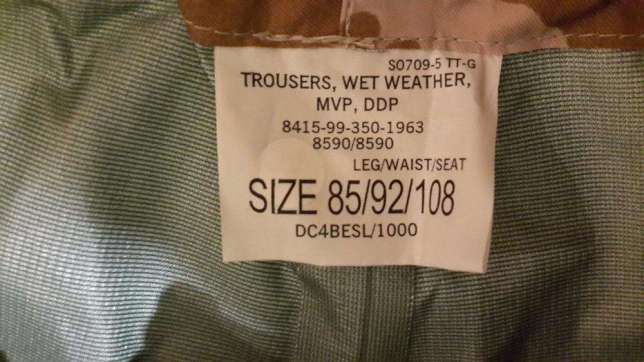 S0709-5 TT-G
TROUSERS, WET WEATHER,
MVP, DDP
8415-99-350-1963
8590/8590
LEG/WAIST/SEAT
SIZE 85/92/108
DC4BESL/1000